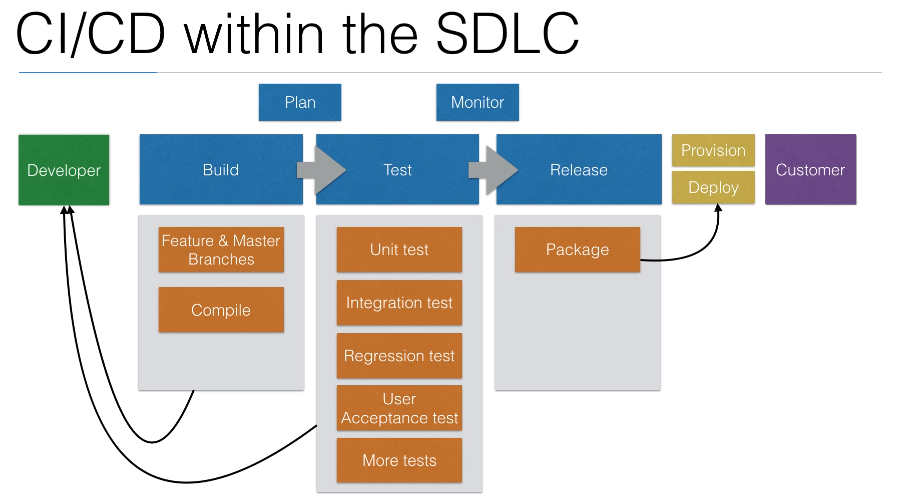 CI/CD within the SDLC
Plan
Monitor
Developer
Build
Test
Release
Provision
Deploy
Customer
Feature & Master
Branches
Compile
Unit test
Integration test
Regression test
User
Acceptance test
More tests
Package